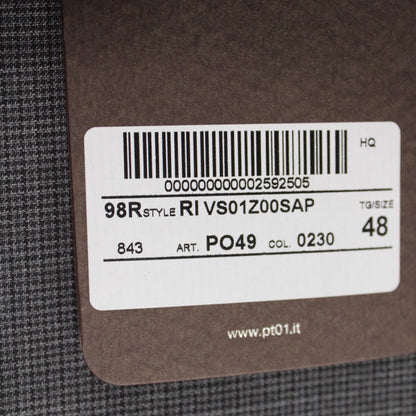 HQ
000000000002592505
98R STYLE RI VS01Z00SAP TG/SIZE
843 ART. PO49 COL. 0230 48
www.pt01.it